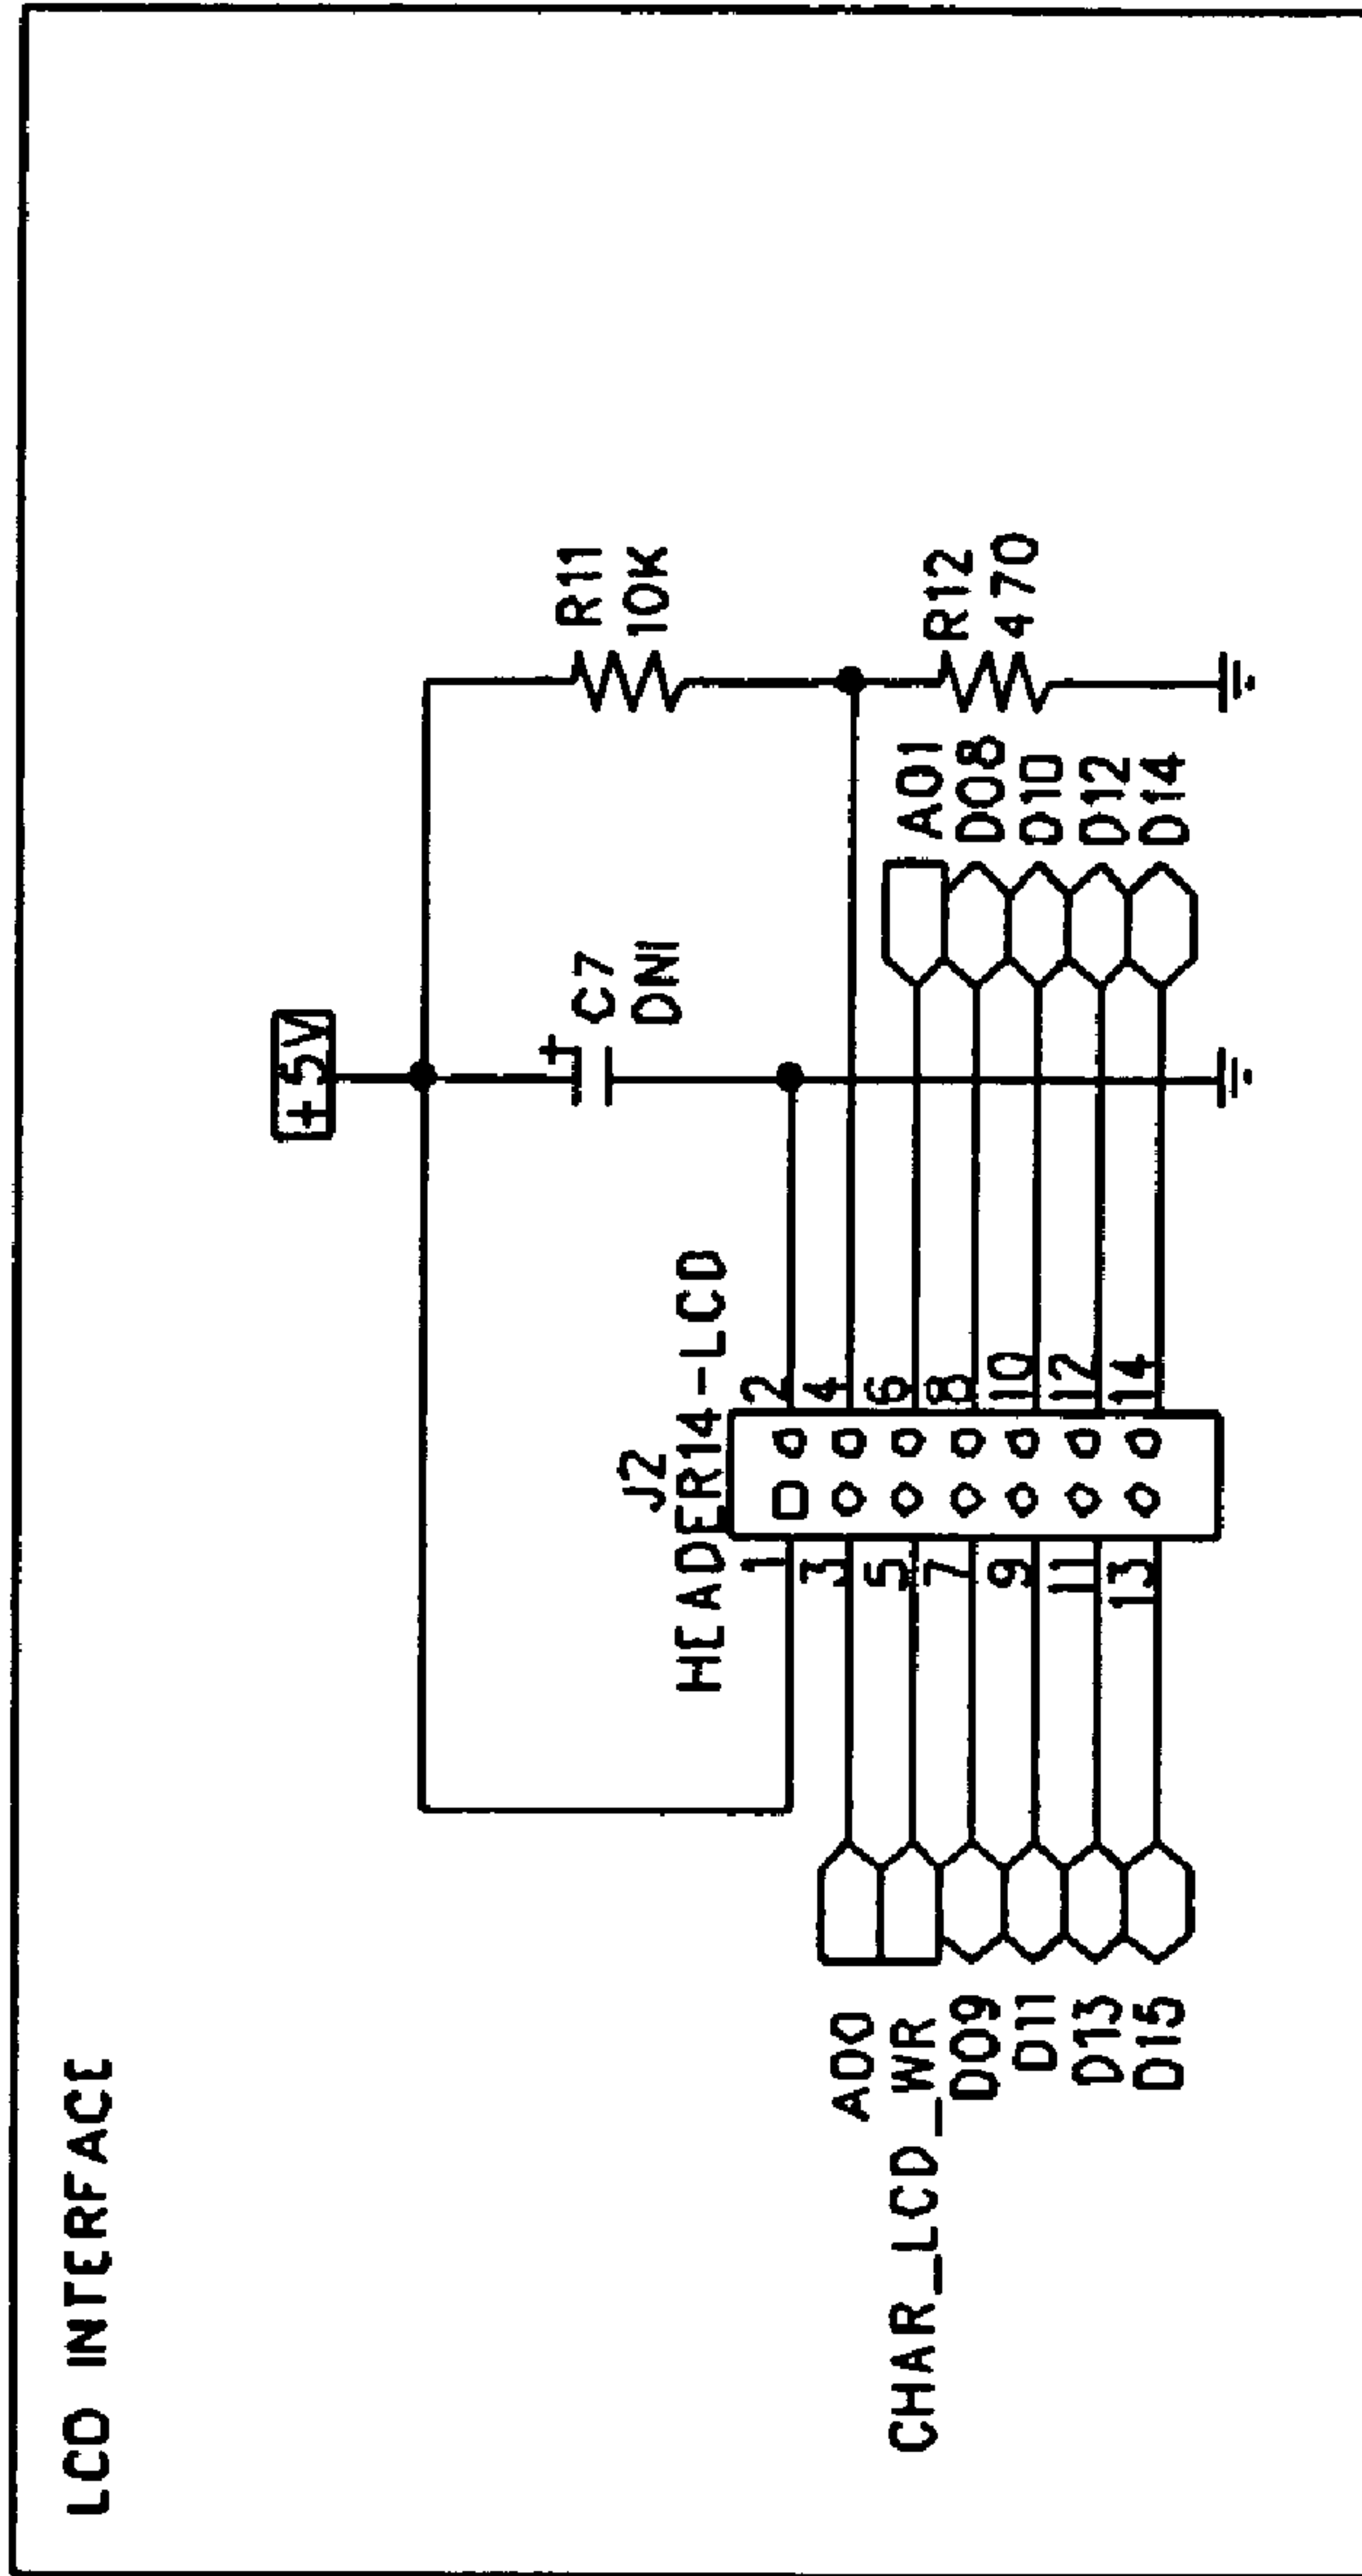 LCD INTERFACE
+5V
R11
10K
C7
DNI
J2
HEADER14-LCD
R12
470
1 2
3 4
5 6
7 8
9 10
11 12
13 14
A00
CHAR_LCD_WR
D09
D11
D13
D15
A01
D08
D10
D12
D14